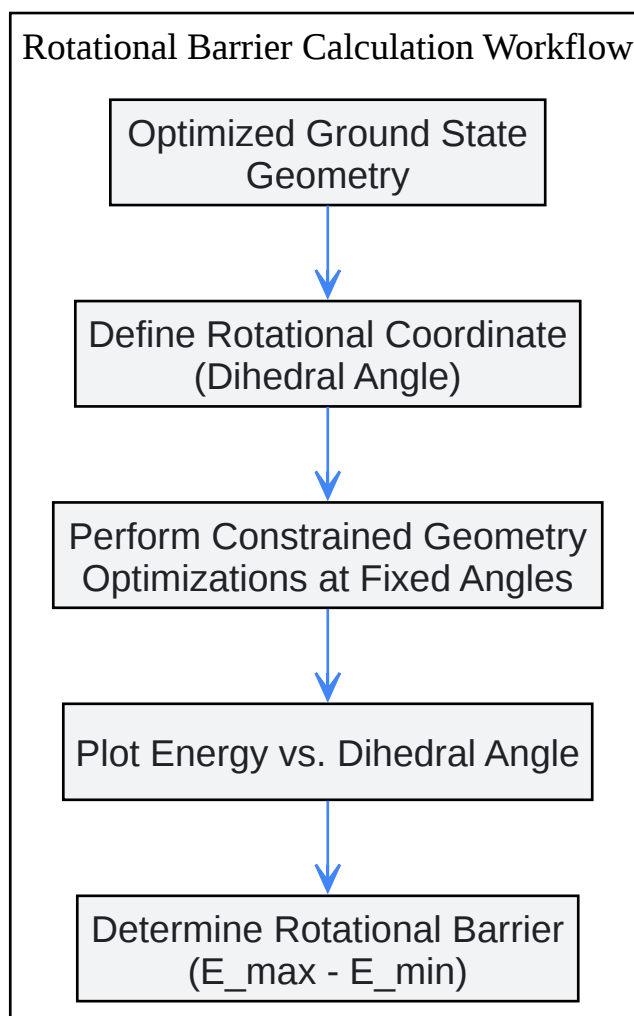 Rotational Barrier Calculation Workflow
Optimized Ground State
Geometry
Define Rotational Coordinate
(Dihedral Angle)
Perform Constrained Geometry
Optimizations at Fixed Angles
Plot Energy vs. Dihedral Angle
Determine Rotational Barrier
(E_max - E_min)